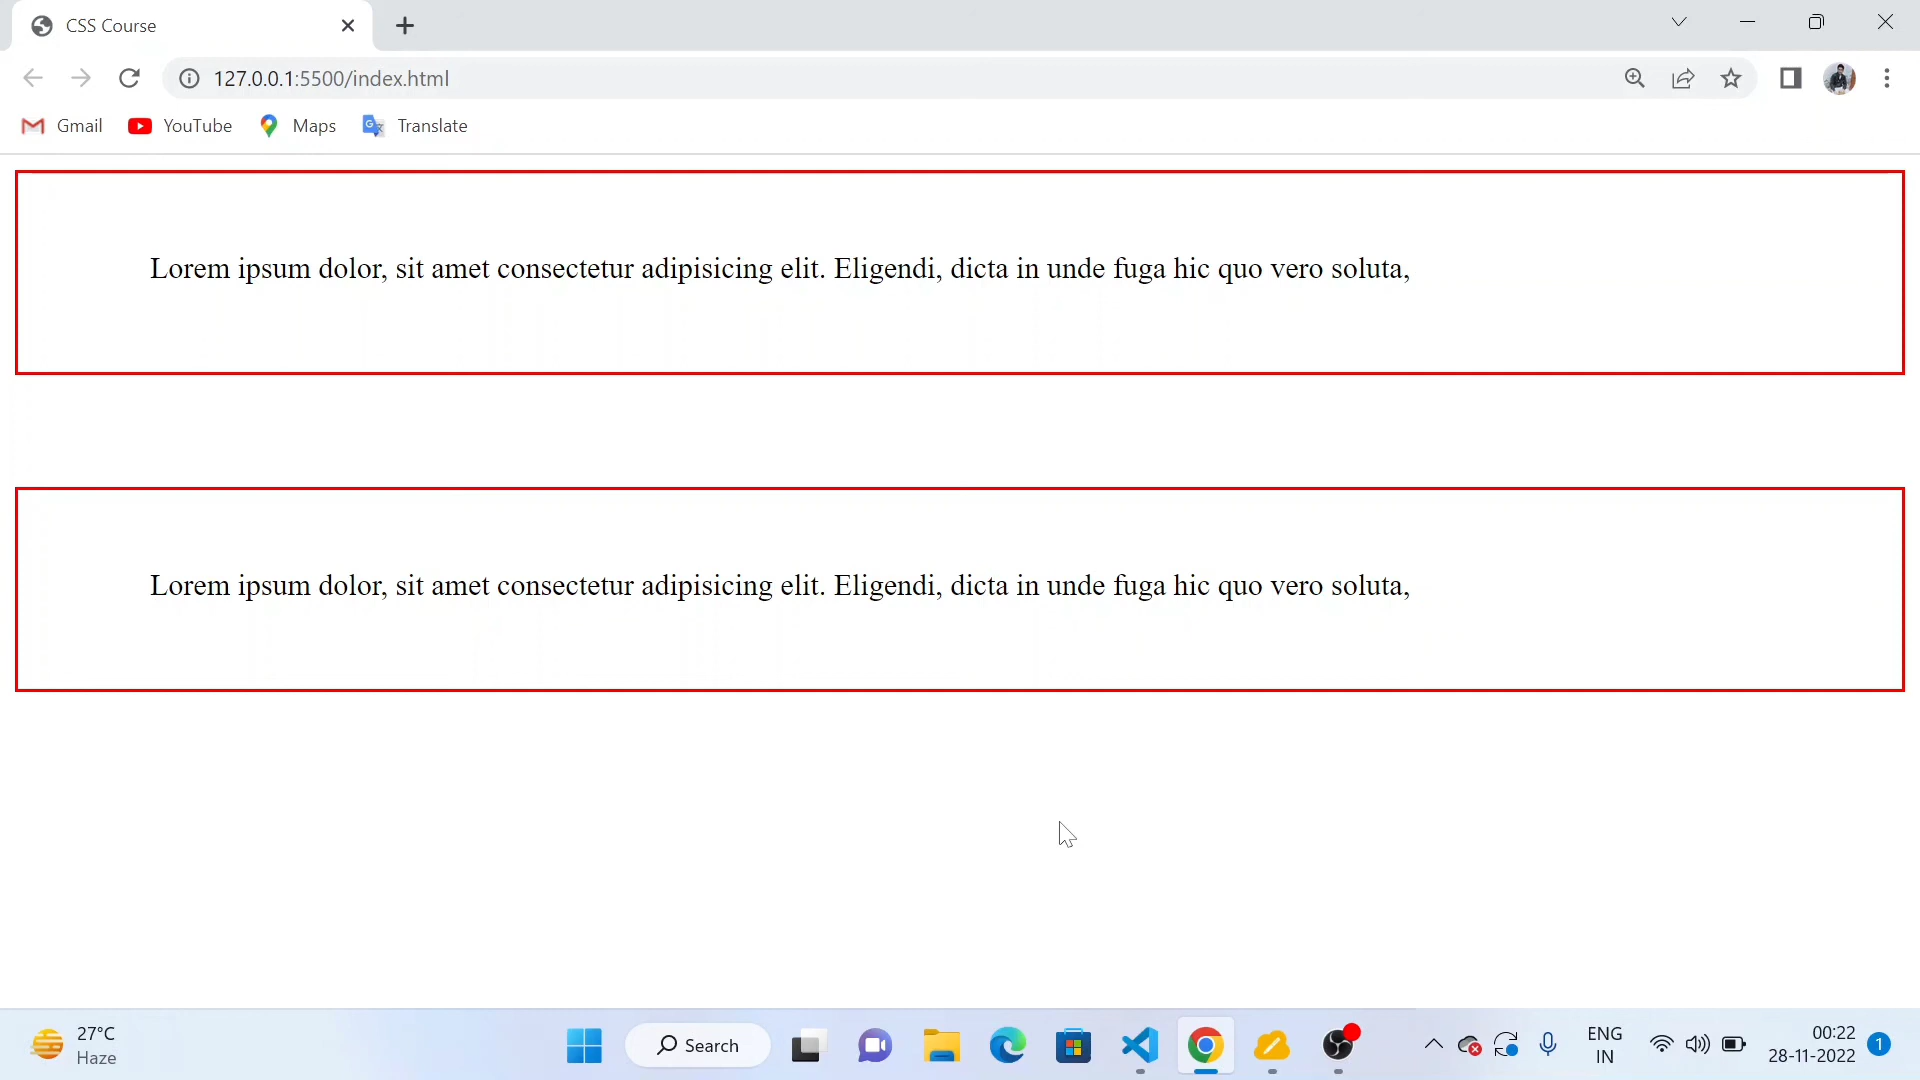 CSS Course
127.0.0.1:5500/index.html
Gmail
YouTube
Maps
Translate
Lorem ipsum dolor, sit amet consectetur adipisicing elit. Eligendi, dicta in unde fuga hic quo vero soluta,
Lorem ipsum dolor, sit amet consectetur adipisicing elit. Eligendi, dicta in unde fuga hic quo vero soluta,
27°C
Haze
Search
ENG
IN
00:22
28-11-2022
1